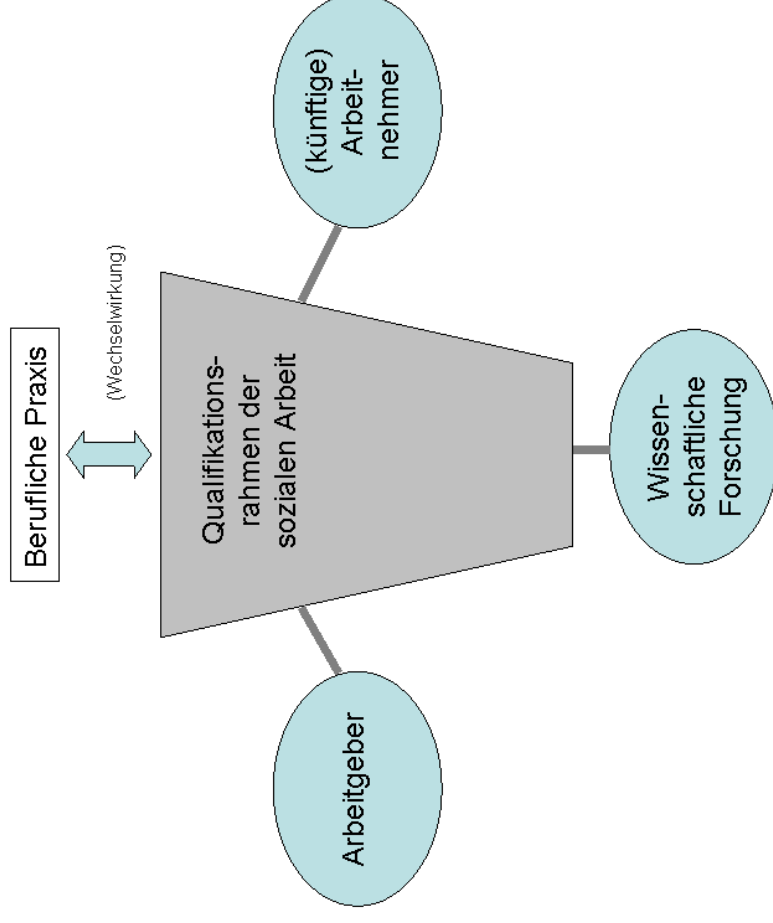 Berufliche Praxis
(Wechselwirkung)
Qualifikations-
rahmen der
sozialen Arbeit
Arbeitgeber
(künftige)
Arbeit-
nehmer
Wissen-
schaftliche
Forschung